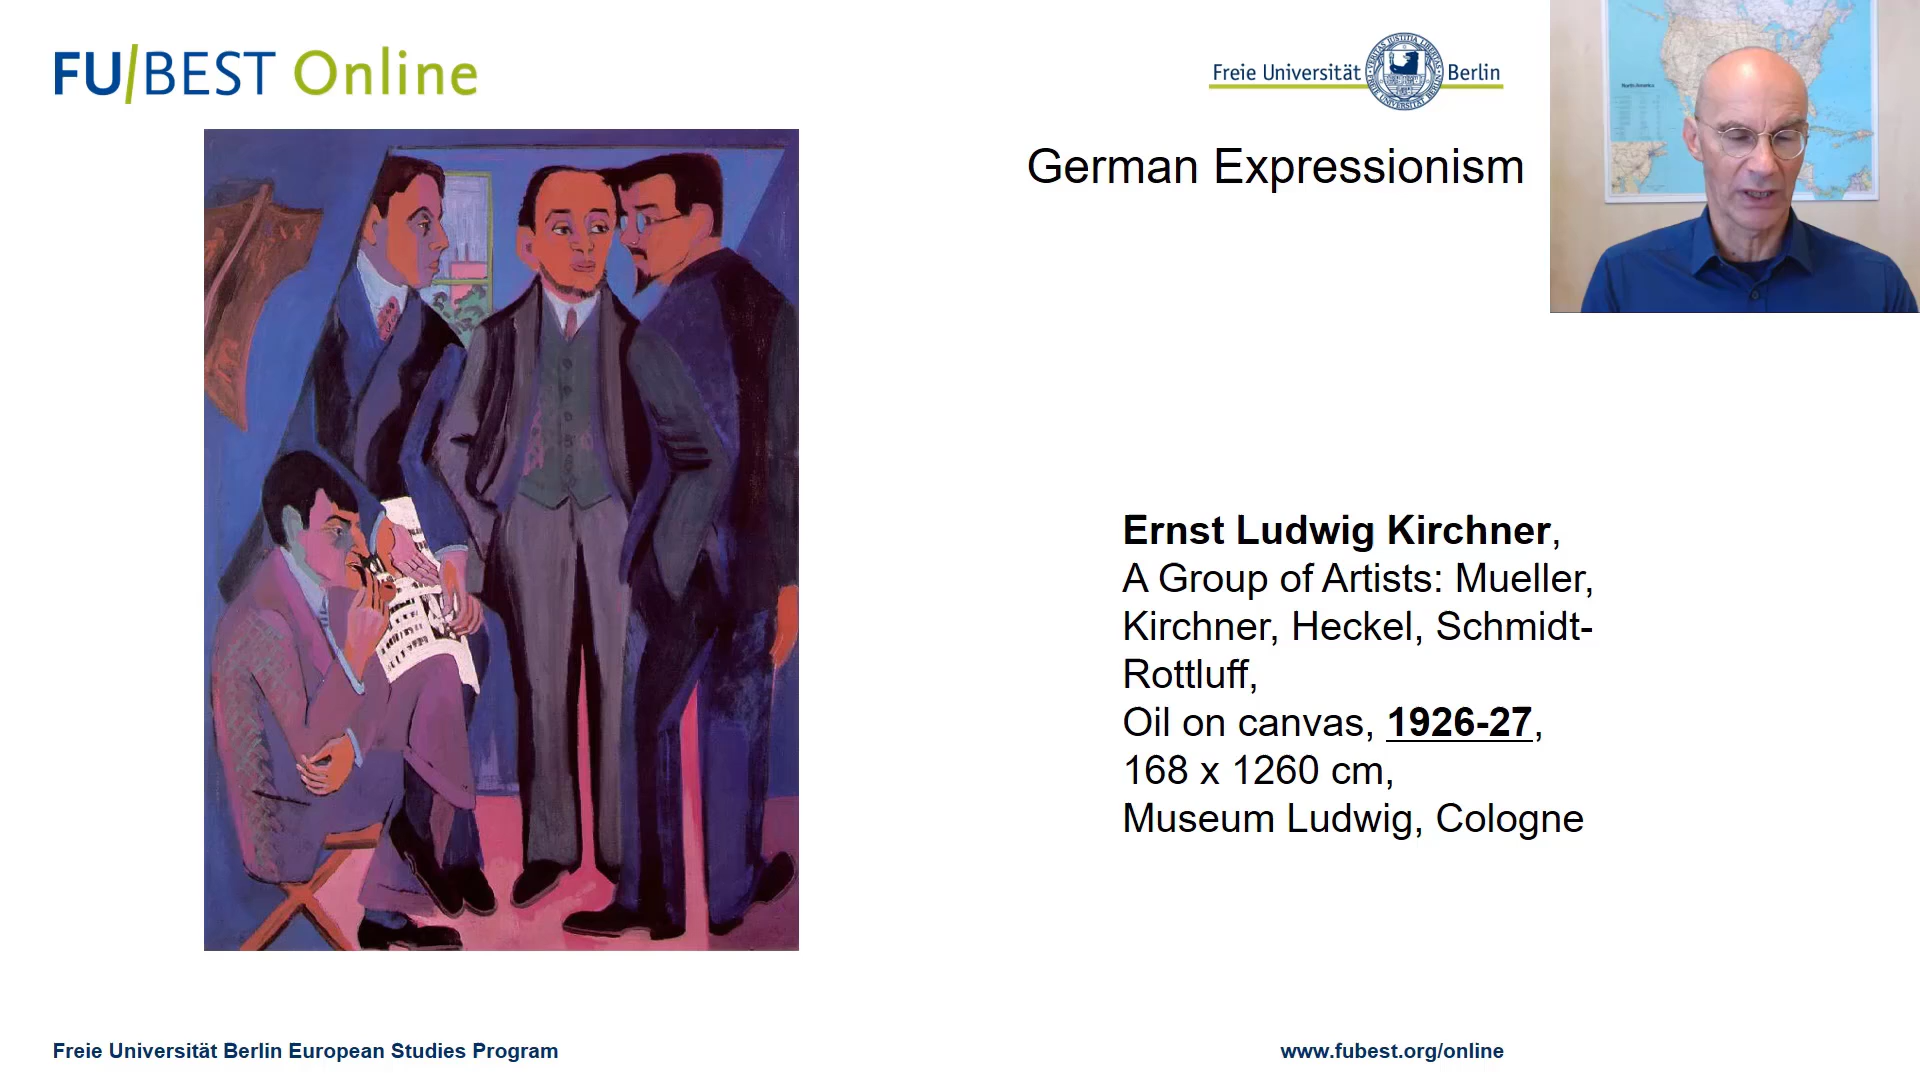 FU/BEST Online
Freie Universität Berlin
North America
German Expressionism
Ernst Ludwig Kirchner,
A Group of Artists: Mueller,
Kirchner, Heckel, Schmidt-
Rottluff,
Oil on canvas, 1926-27,
168 x 1260 cm,
Museum Ludwig, Cologne
Freie Universität Berlin European Studies Program
www.fubest.org/online